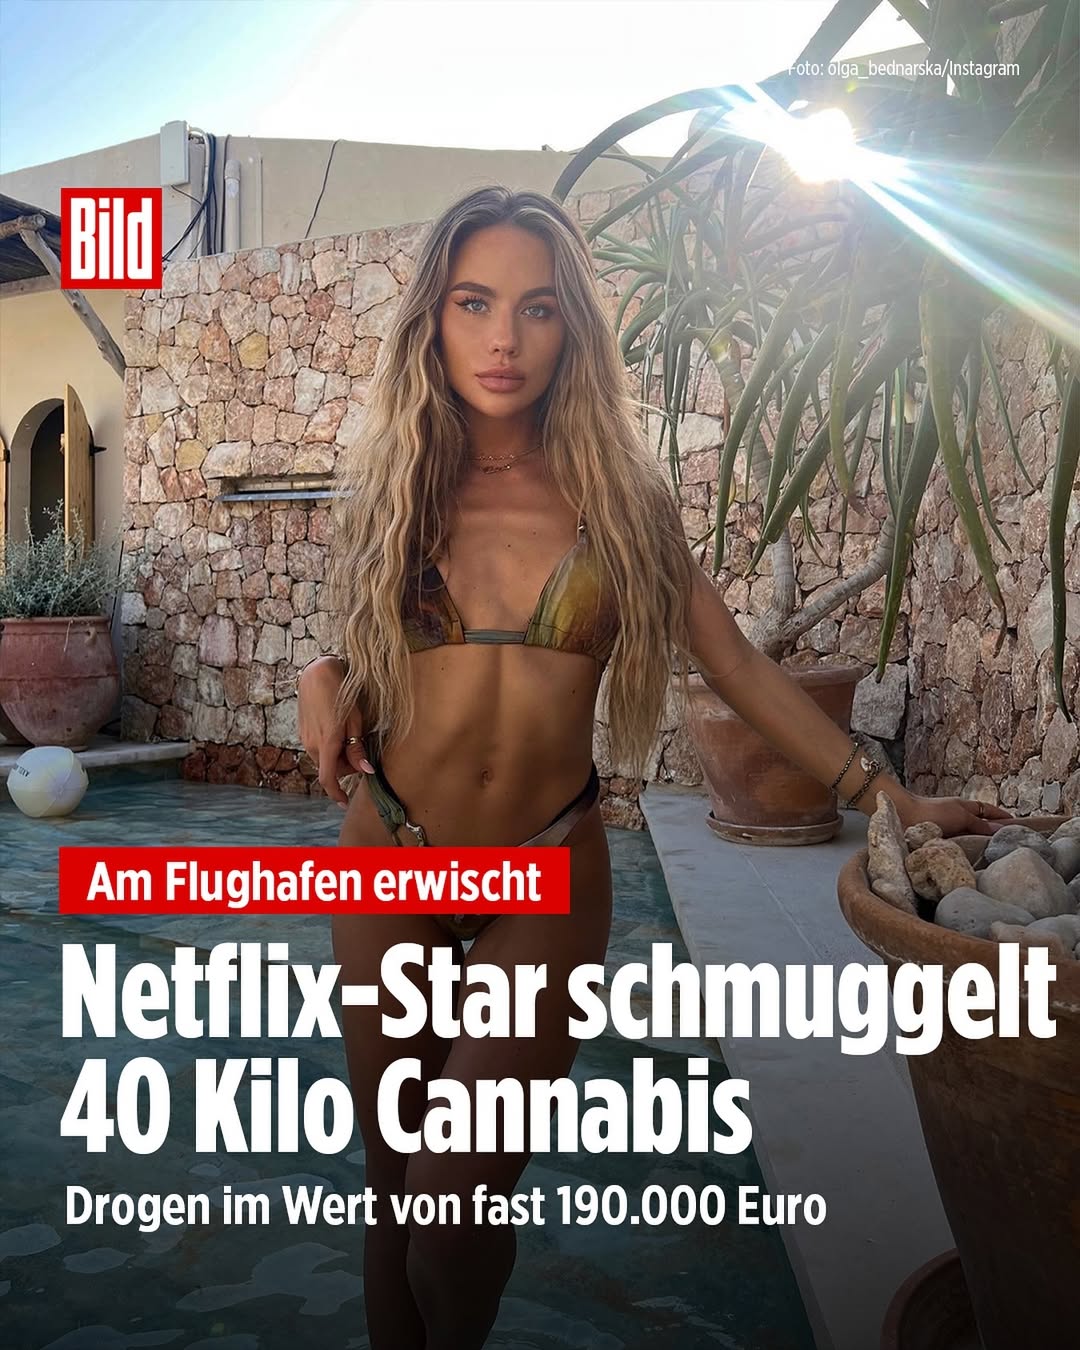 Foto: olga_bednarska/Instagram
Bild
Am Flughafen erwischt
Netflix-Star schmuggelt
40 Kilo Cannabis
Drogen im Wert von fast 190.000 Euro